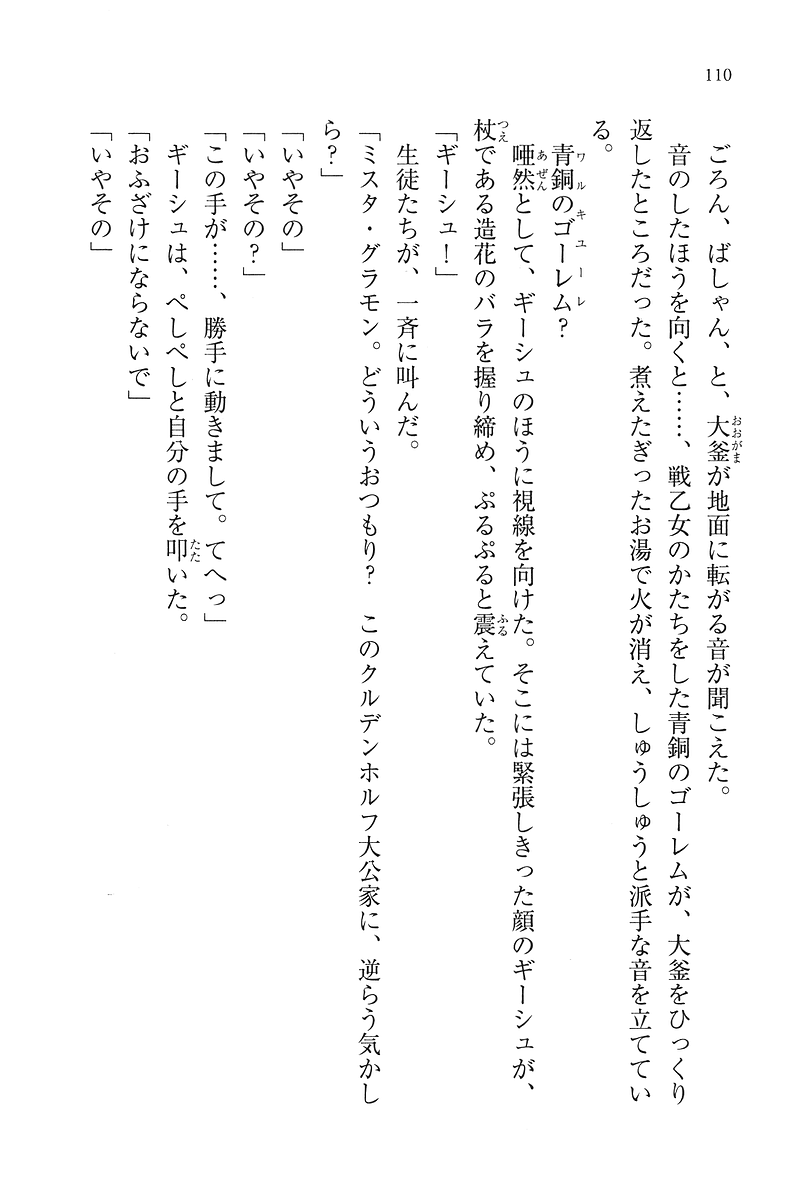 110
ごろん、ばしゃん、と、大釜が地面に転がる音が聞こえた。
音のしたほうを向くと……、戦乙女のかたちをした青銅のゴーレムが、大釜をひっくり
返したところだった。煮えたぎったお湯で火が消え、しゅうしゅうと派手な音を立ててい
る。
青銅のゴーレム？
唖然として、ギーシュのほうに視線を向けた。そこには緊張しきった顔のギーシュが、
杖である造花のバラを握り締め、ぷるぷると震えていた。
「ギーシュ！」
生徒たちが、一斉に叫んだ。
「ミスタ・グラモン。どういうおつもり？　このクルデンホルフ大公家に、逆らう気かし
ら？」
「いやその」
「いやその？」
「この手が……、勝手に動きまして。てへっ」
ギーシュは、ぺしぺしと自分の手を叩いた。
「おふざけにならないで」
「いやその」